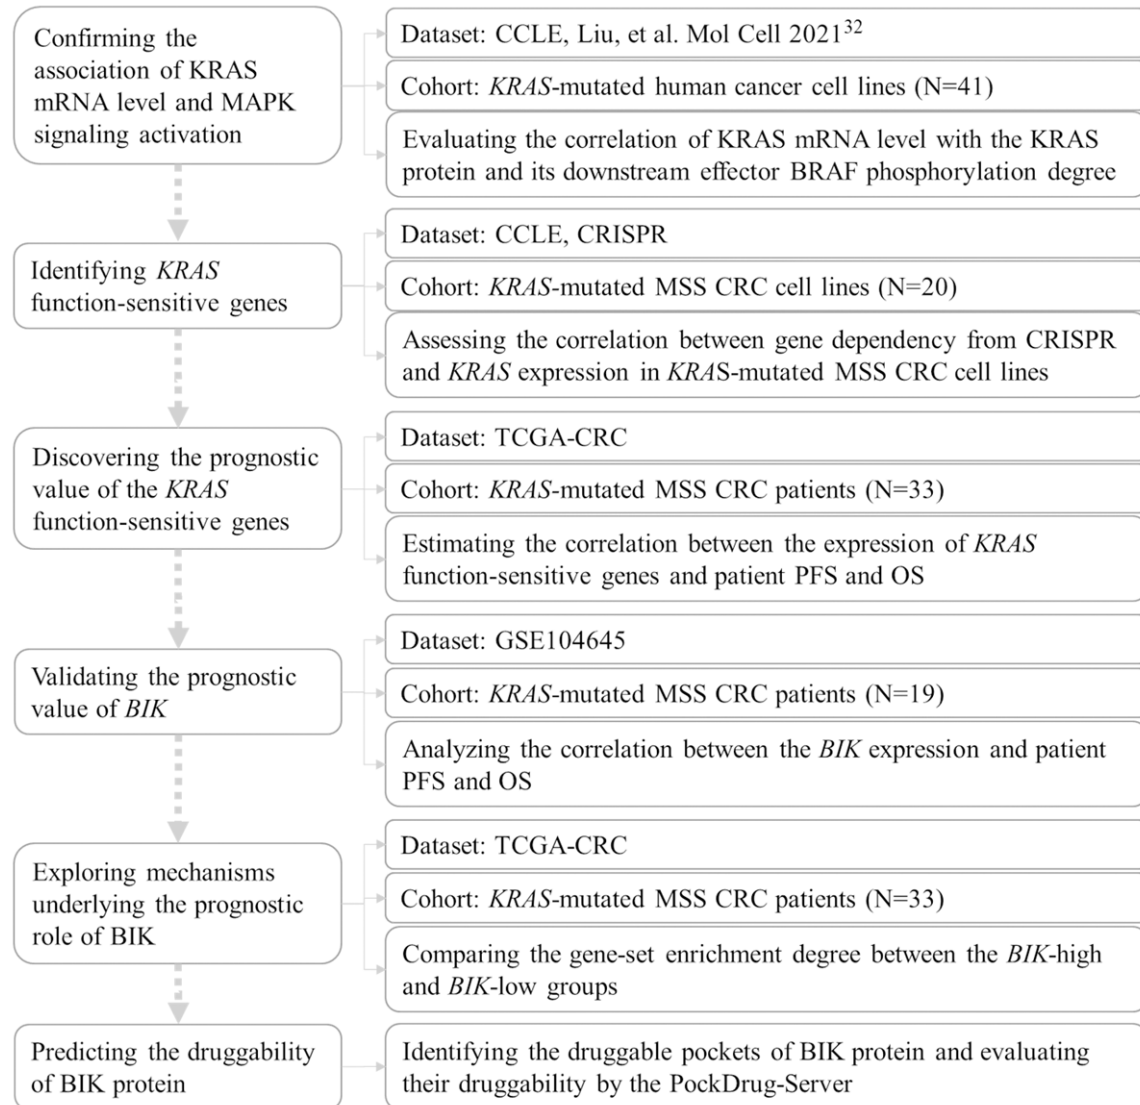 Confirming the
association of KRAS
mRNA level and MAPK
signaling activation
Dataset: CCLE, Liu, et al. Mol Cell 2021³²
Cohort: KRAS-mutated human cancer cell lines (N=41)
Evaluating the correlation of KRAS mRNA level with the KRAS
protein and its downstream effector BRAF phosphorylation degree
Identifying KRAS
function-sensitive genes
Dataset: CCLE, CRISPR
Cohort: KRAS-mutated MSS CRC cell lines (N=20)
Assessing the correlation between gene dependency from CRISPR
and KRAS expression in KRAS-mutated MSS CRC cell lines
Discovering the prognostic
value of the KRAS
function-sensitive genes
Dataset: TCGA-CRC
Cohort: KRAS-mutated MSS CRC patients (N=33)
Estimating the correlation between the expression of KRAS
function-sensitive genes and patient PFS and OS
Validating the prognostic
value of BIK
Dataset: GSE104645
Cohort: KRAS-mutated MSS CRC patients (N=19)
Analyzing the correlation between the BIK expression and patient
PFS and OS
Exploring mechanisms
underlying the prognostic
role of BIK
Dataset: TCGA-CRC
Cohort: KRAS-mutated MSS CRC patients (N=33)
Comparing the gene-set enrichment degree between the BIK-high
and BIK-low groups
Predicting the druggability
of BIK protein
Identifying the druggable pockets of BIK protein and evaluating
their druggability by the PockDrug-Server